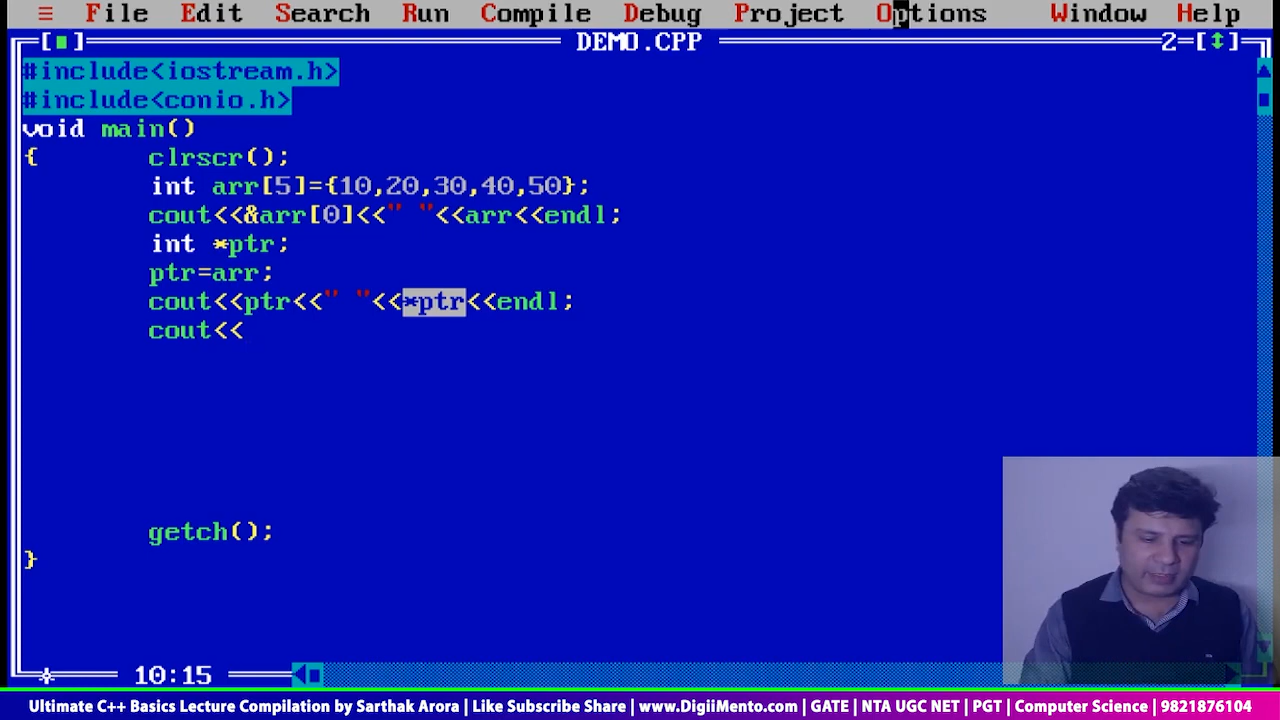 ≡ File Edit Search Run Compile Debug Project Options Window Help
[■] DEMO.CPP 2=[↕]
#include<iostream.h>
#include<conio.h>
void main()
{ clrscr();
int arr[5]={10,20,30,40,50};
cout<<&arr[0]<<" "<<arr<<endl;
int *ptr;
ptr=arr;
cout<<ptr<<" "<<*ptr<<endl;
cout<<
getch();
}
10:15
Ultimate C++ Basics Lecture Compilation by Sarthak Arora | Like Subscribe Share | www.DigiiMento.com | GATE | NTA UGC NET | PGT | Computer Science | 9821876104